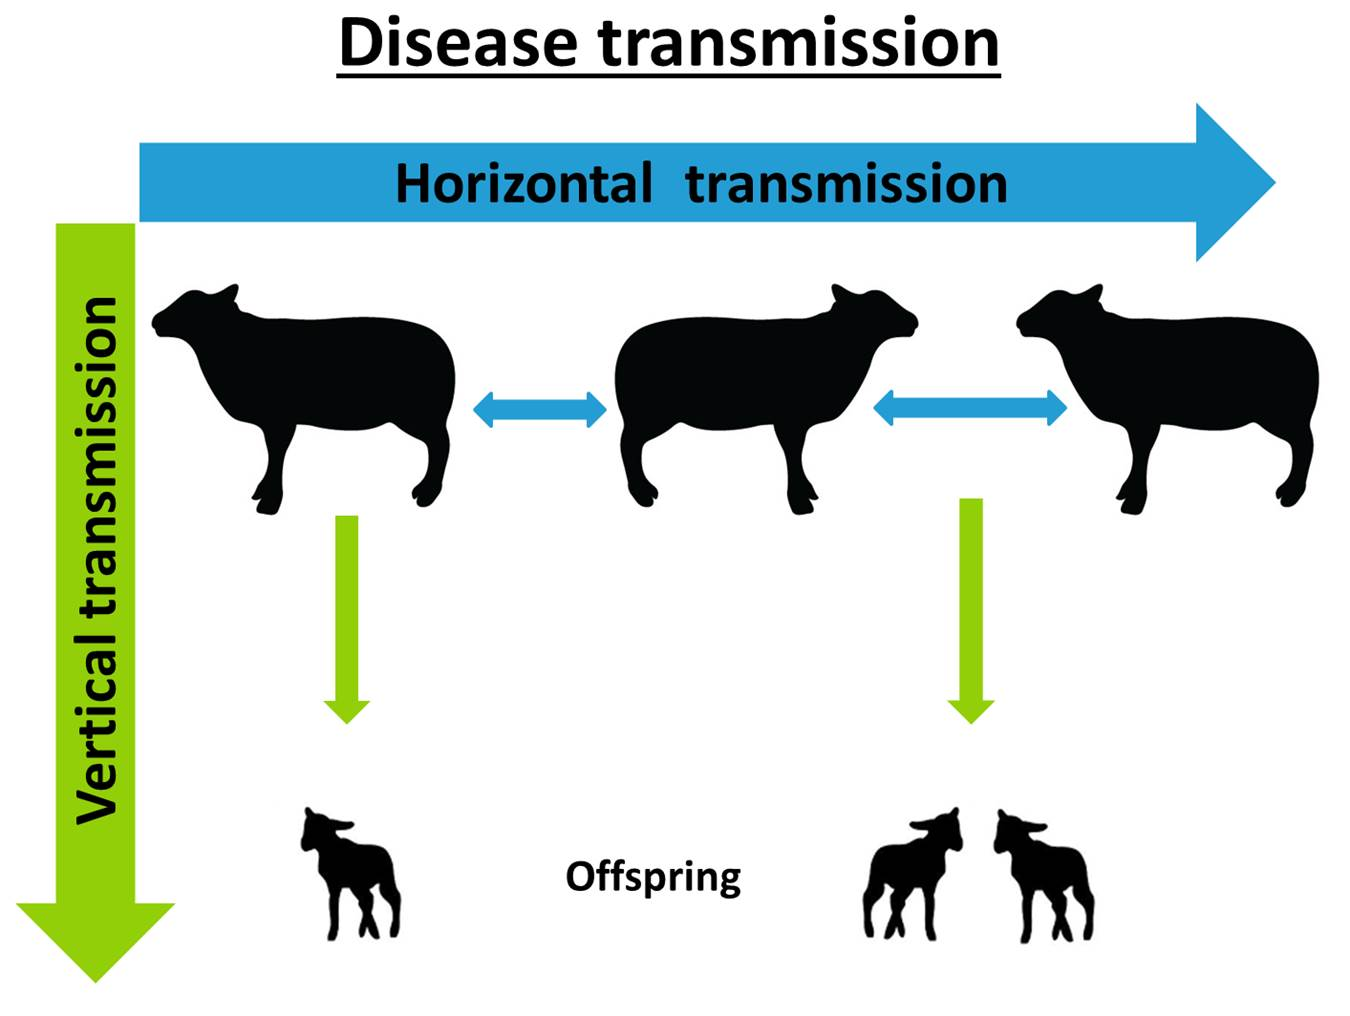 Disease transmission
Horizontal transmission
Vertical transmission
Offspring